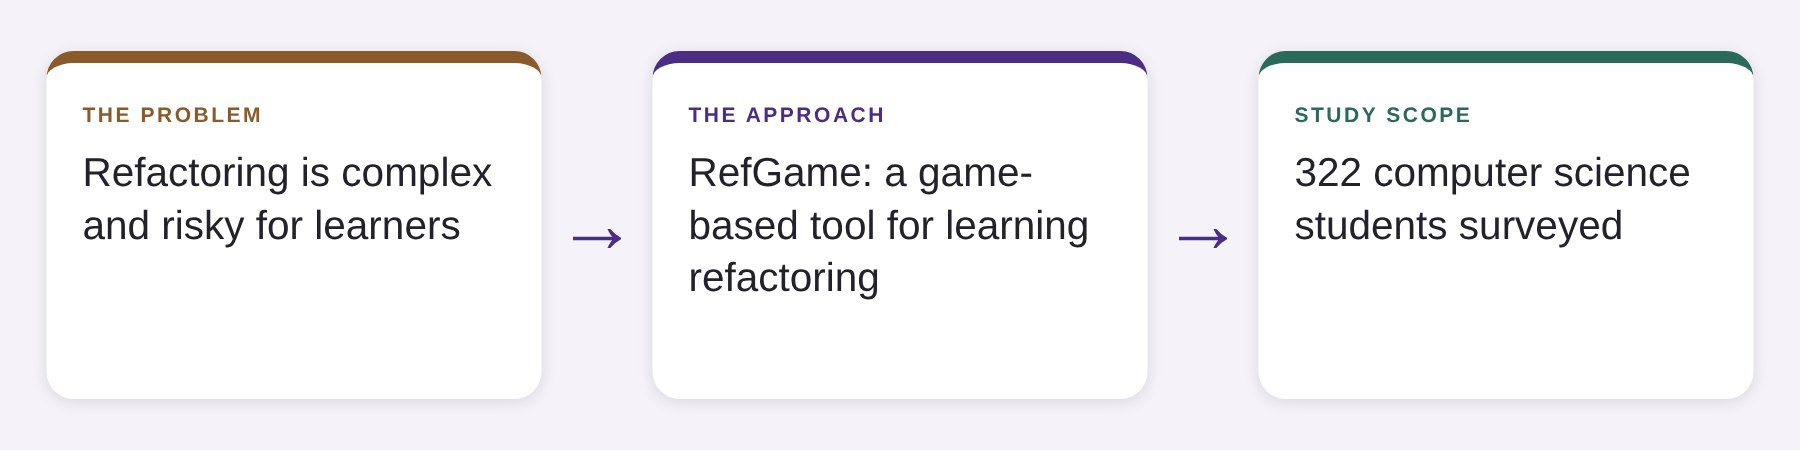 THE PROBLEM
Refactoring is complex
and risky for learners
→
THE APPROACH
RefGame: a game-
based tool for learning
refactoring
→
STUDY SCOPE
322 computer science
students surveyed